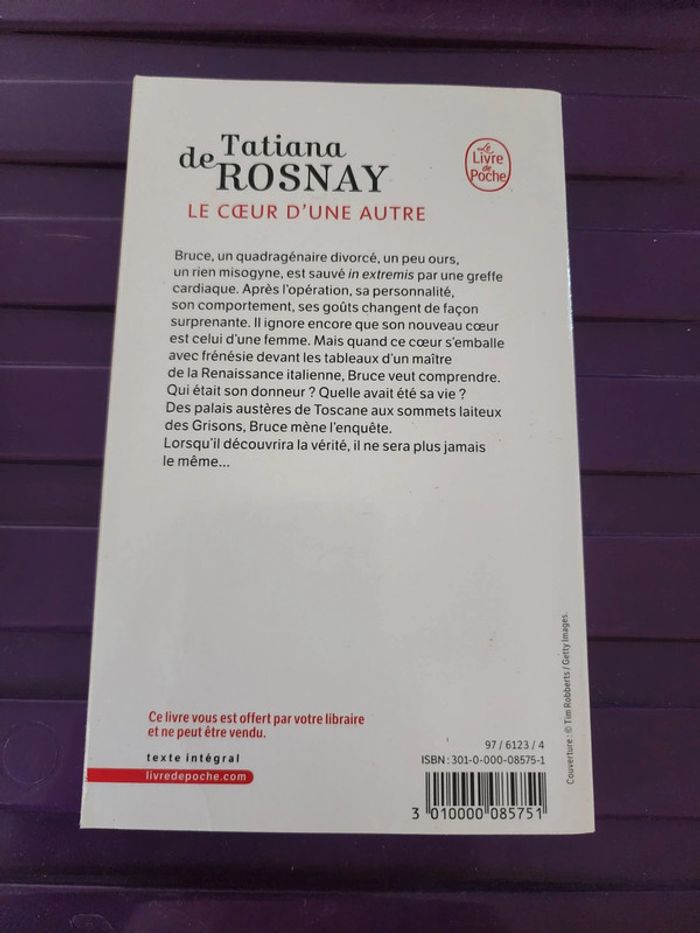 Tatiana
de ROSNAY
LE CŒUR D'UNE AUTRE
Le
Livre
de
Poche
Bruce, un quadragénaire divorcé, un peu ours,
un rien misogyne, est sauvé in extremis par une greffe
cardiaque. Après l'opération, sa personnalité,
son comportement, ses goûts changent de façon
surprenante. Il ignore encore que son nouveau cœur
est celui d'une femme. Mais quand ce cœur s'emballe
avec frénésie devant les tableaux d'un maître
de la Renaissance italienne, Bruce veut comprendre.
Qui était son donneur ? Quelle avait été sa vie ?
Des palais austères de Toscane aux sommets laiteux
des Grisons, Bruce mène l'enquête.
Lorsqu'il découvrira la vérité, il ne sera plus jamais
le même...
Ce livre vous est offert par votre libraire
et ne peut être vendu.
texte intégral
livredepoche.com
97 / 6123 / 4
ISBN : 301-0-000-08575-1
3 010000 085751
Couverture : © Tim Robberts / Getty Images.